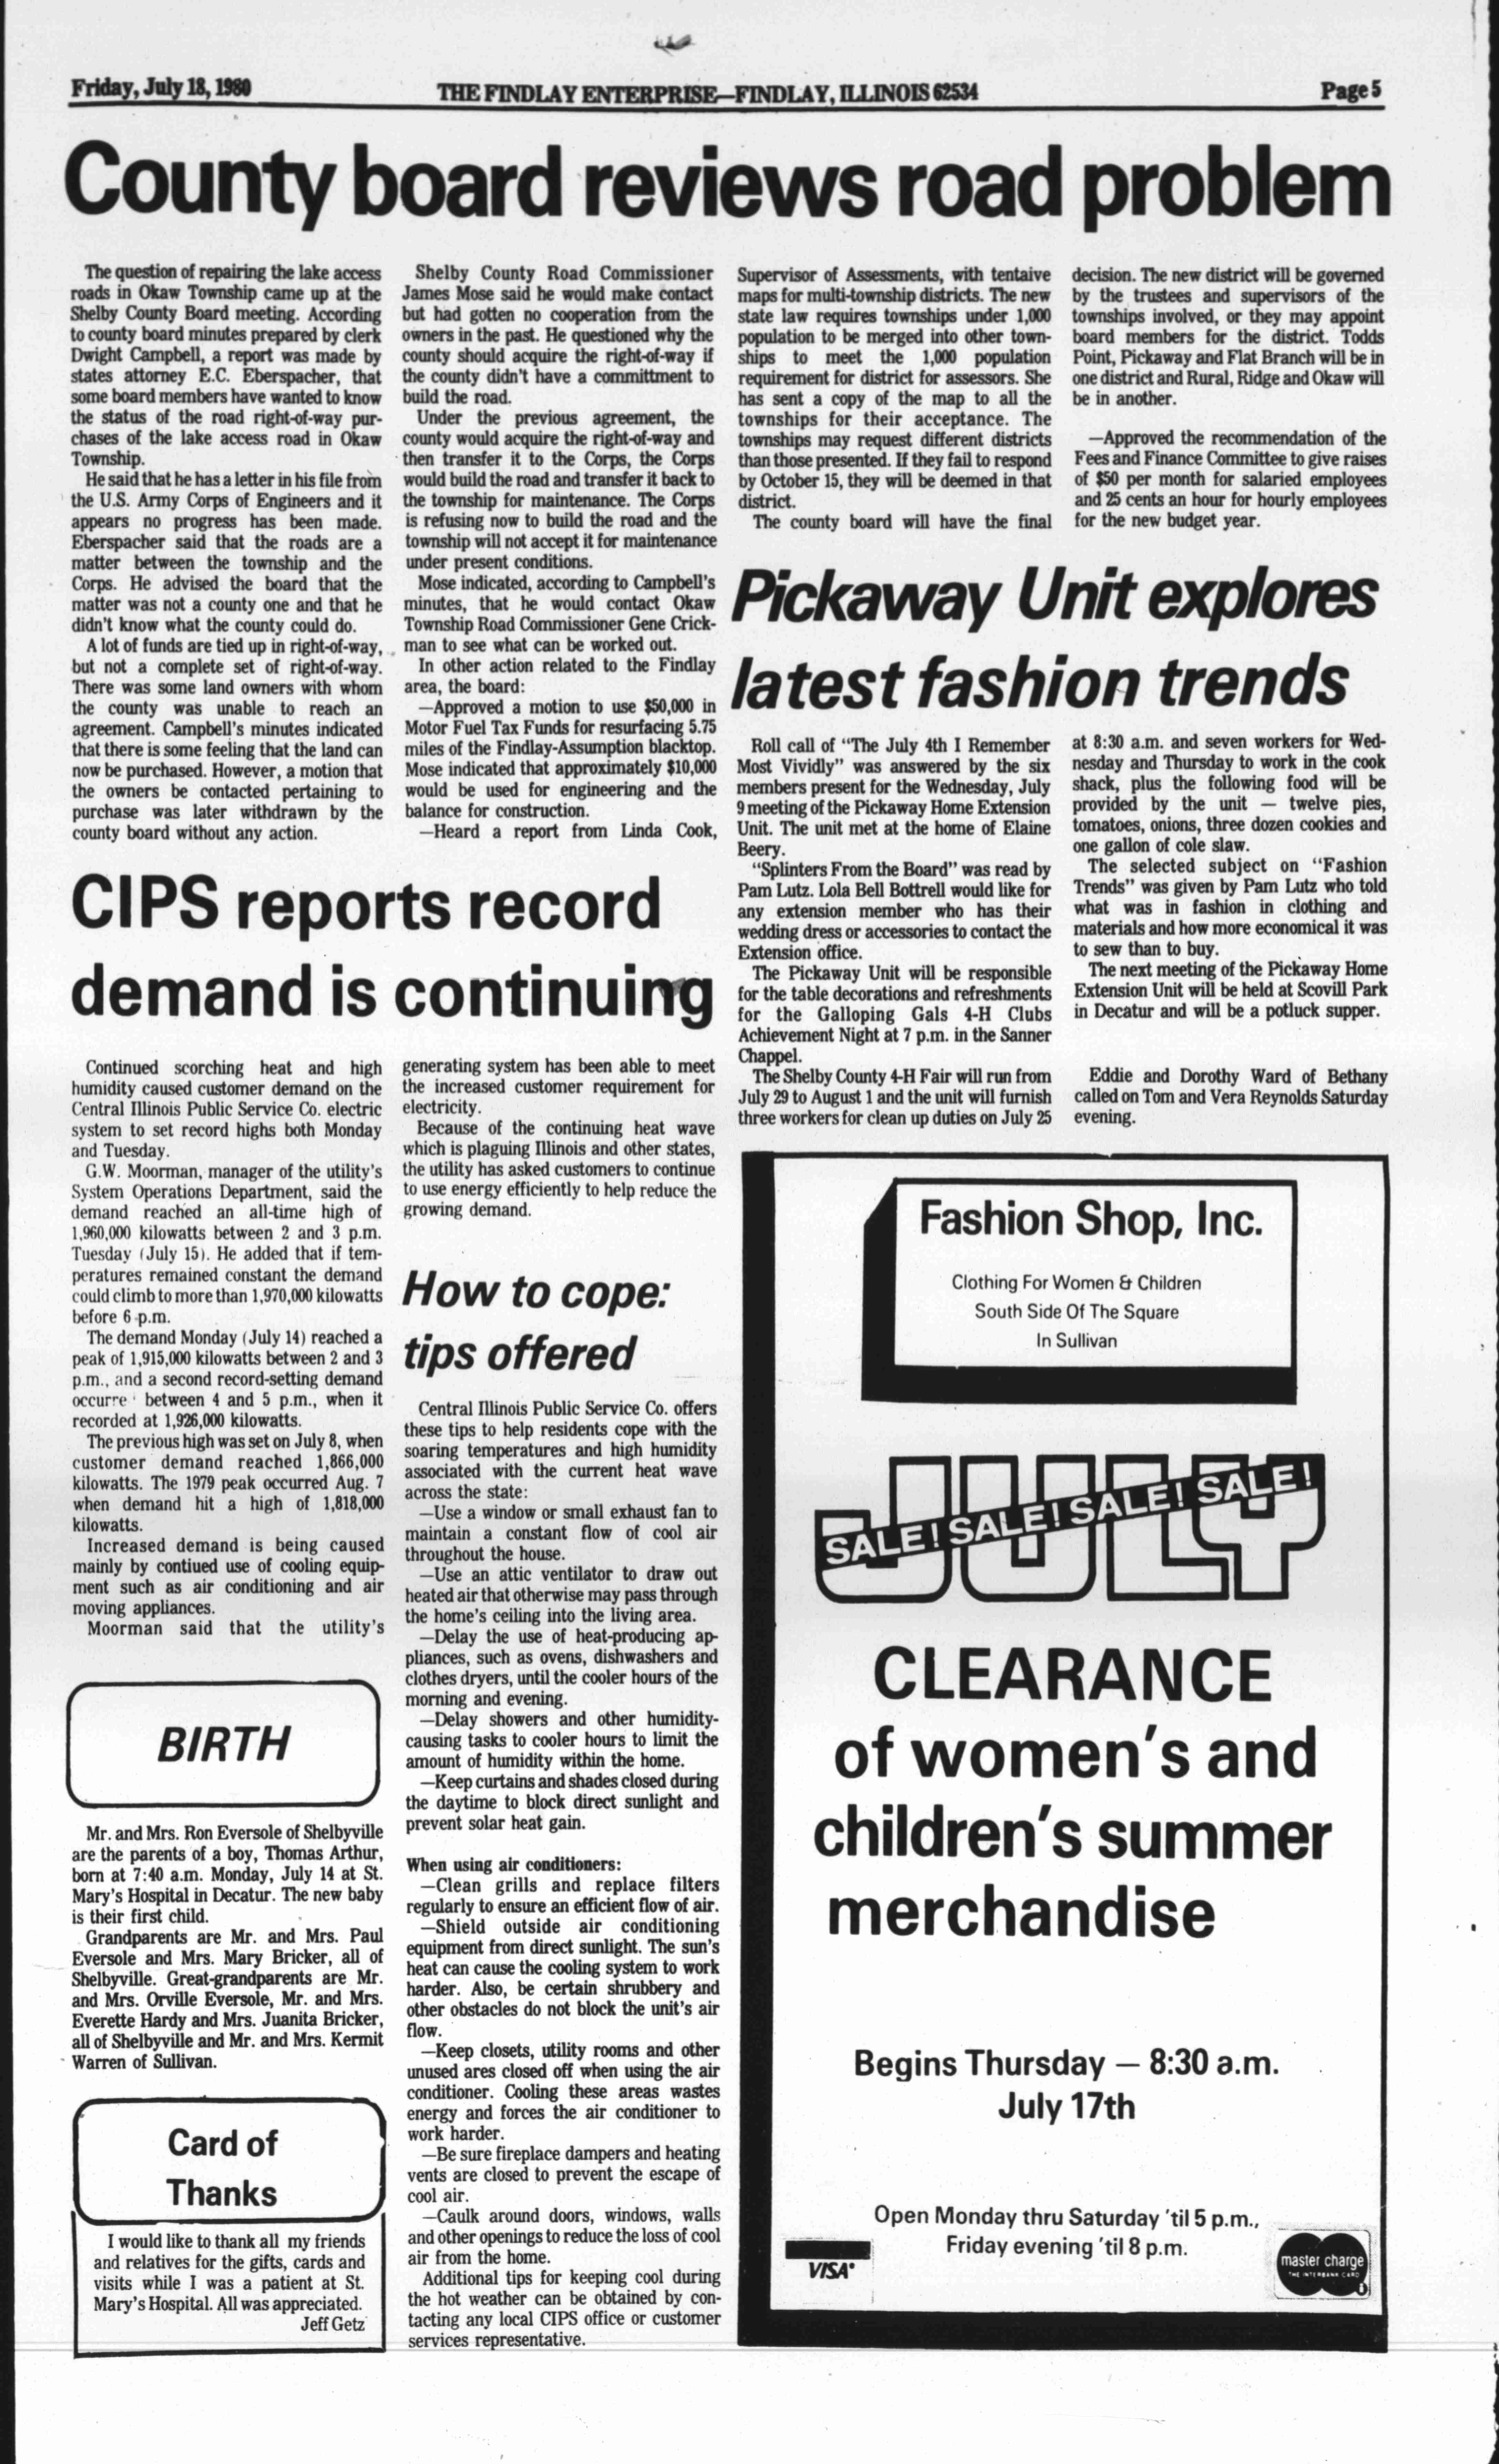 Friday, July 18, 1980
THE FINDLAY ENTERPRISE—FINDLAY, ILLINOIS 62534
Page 5
County board reviews road problem
The question of repairing the lake access
roads in Okaw Township came up at the
Shelby County Board meeting. According
to county board minutes prepared by clerk
Dwight Campbell, a report was made by
states attorney E.C. Eberspacher, that
some board members have wanted to know
the status of the road right-of-way pur-
chases of the lake access road in Okaw
Township.
He said that he has a letter in his file from
the U.S. Army Corps of Engineers and it
appears no progress has been made.
Eberspacher said that the roads are a
matter between the township and the
Corps. He advised the board that the
matter was not a county one and that he
didn't know what the county could do.
A lot of funds are tied up in right-of-way,
but not a complete set of right-of-way.
There was some land owners with whom
the county was unable to reach an
agreement. Campbell's minutes indicated
that there is some feeling that the land can
now be purchased. However, a motion that
the owners be contacted pertaining to
purchase was later withdrawn by the
county board without any action.
Shelby County Road Commissioner
James Mose said he would make contact
but had gotten no cooperation from the
owners in the past. He questioned why the
county should acquire the right-of-way if
the county didn't have a committment to
build the road.
Under the previous agreement, the
county would acquire the right-of-way and
then transfer it to the Corps, the Corps
would build the road and transfer it back to
the township for maintenance. The Corps
is refusing now to build the road and the
township will not accept it for maintenance
under present conditions.
Mose indicated, according to Campbell's
minutes, that he would contact Okaw
Township Road Commissioner Gene Crick-
man to see what can be worked out.
In other action related to the Findlay
area, the board:
—Approved a motion to use $50,000 in
Motor Fuel Tax Funds for resurfacing 5.75
miles of the Findlay-Assumption blacktop.
Mose indicated that approximately $10,000
would be used for engineering and the
balance for construction.
—Heard a report from Linda Cook,
Supervisor of Assessments, with tentaive
maps for multi-township districts. The new
state law requires townships under 1,000
population to be merged into other town-
ships to meet the 1,000 population
requirement for district for assessors. She
has sent a copy of the map to all the
townships for their acceptance. The
townships may request different districts
than those presented. If they fail to respond
by October 15, they will be deemed in that
district.
The county board will have the final
decision. The new district will be governed
by the trustees and supervisors of the
townships involved, or they may appoint
board members for the district. Todds
Point, Pickaway and Flat Branch will be in
one district and Rural, Ridge and Okaw will
be in another.
—Approved the recommendation of the
Fees and Finance Committee to give raises
of $50 per month for salaried employees
and 25 cents an hour for hourly employees
for the new budget year.
Pickaway Unit explores
latest fashion trends
Roll call of "The July 4th I Remember
Most Vividly" was answered by the six
members present for the Wednesday, July
9 meeting of the Pickaway Home Extension
Unit. The unit met at the home of Elaine
Beery.
"Splinters From the Board" was read by
Pam Lutz. Lola Bell Bottrell would like for
any extension member who has their
wedding dress or accessories to contact the
Extension office.
The Pickaway Unit will be responsible
for the table decorations and refreshments
for the Galloping Gals 4-H Clubs
Achievement Night at 7 p.m. in the Sanner
Chappel.
The Shelby County 4-H Fair will run from
July 29 to August 1 and the unit will furnish
three workers for clean up duties on July 25
at 8:30 a.m. and seven workers for Wed-
nesday and Thursday to work in the cook
shack, plus the following food will be
provided by the unit — twelve pies,
tomatoes, onions, three dozen cookies and
one gallon of cole slaw.
The selected subject on "Fashion
Trends" was given by Pam Lutz who told
what was in fashion in clothing and
materials and how more economical it was
to sew than to buy.
The next meeting of the Pickaway Home
Extension Unit will be held at Scovill Park
in Decatur and will be a potluck supper.
Eddie and Dorothy Ward of Bethany
called on Tom and Vera Reynolds Saturday
evening.
CIPS reports record
demand is continuing
Continued scorching heat and high
humidity caused customer demand on the
Central Illinois Public Service Co. electric
system to set record highs both Monday
and Tuesday.
G.W. Moorman, manager of the utility's
System Operations Department, said the
demand reached an all-time high of
1,960,000 kilowatts between 2 and 3 p.m.
Tuesday (July 15). He added that if tem-
peratures remained constant the demand
could climb to more than 1,970,000 kilowatts
before 6 p.m.
The demand Monday (July 14) reached a
peak of 1,915,000 kilowatts between 2 and 3
p.m., and a second record-setting demand
occurre between 4 and 5 p.m., when it
recorded at 1,926,000 kilowatts.
The previous high was set on July 8, when
customer demand reached 1,866,000
kilowatts. The 1979 peak occurred Aug. 7
when demand hit a high of 1,818,000
kilowatts.
Increased demand is being caused
mainly by contiued use of cooling equip-
ment such as air conditioning and air
moving appliances.
Moorman said that the utility's
generating system has been able to meet
the increased customer requirement for
electricity.
Because of the continuing heat wave
which is plaguing Illinois and other states,
the utility has asked customers to continue
to use energy efficiently to help reduce the
growing demand.
How to cope:
tips offered
Central Illinois Public Service Co. offers
these tips to help residents cope with the
soaring temperatures and high humidity
associated with the current heat wave
across the state:
—Use a window or small exhaust fan to
maintain a constant flow of cool air
throughout the house.
—Use an attic ventilator to draw out
heated air that otherwise may pass through
the home's ceiling into the living area.
—Delay the use of heat-producing ap-
pliances, such as ovens, dishwashers and
clothes dryers, until the cooler hours of the
morning and evening.
—Delay showers and other humidity-
causing tasks to cooler hours to limit the
amount of humidity within the home.
—Keep curtains and shades closed during
the daytime to block direct sunlight and
prevent solar heat gain.
When using air conditioners:
—Clean grills and replace filters
regularly to ensure an efficient flow of air.
—Shield outside air conditioning
equipment from direct sunlight. The sun's
heat can cause the cooling system to work
harder. Also, be certain shrubbery and
other obstacles do not block the unit's air
flow.
—Keep closets, utility rooms and other
unused ares closed off when using the air
conditioner. Cooling these areas wastes
energy and forces the air conditioner to
work harder.
—Be sure fireplace dampers and heating
vents are closed to prevent the escape of
cool air.
—Caulk around doors, windows, walls
and other openings to reduce the loss of cool
air from the home.
Additional tips for keeping cool during
the hot weather can be obtained by con-
tacting any local CIPS office or customer
services representative.
BIRTH
Mr. and Mrs. Ron Eversole of Shelbyville
are the parents of a boy, Thomas Arthur,
born at 7:40 a.m. Monday, July 14 at St.
Mary's Hospital in Decatur. The new baby
is their first child.
Grandparents are Mr. and Mrs. Paul
Eversole and Mrs. Mary Bricker, all of
Shelbyville. Great-grandparents are Mr.
and Mrs. Orville Eversole, Mr. and Mrs.
Everette Hardy and Mrs. Juanita Bricker,
all of Shelbyville and Mr. and Mrs. Kermit
Warren of Sullivan.
Card of
Thanks
I would like to thank all my friends
and relatives for the gifts, cards and
visits while I was a patient at St.
Mary's Hospital. All was appreciated.
Jeff Getz
Fashion Shop, Inc.
Clothing For Women & Children
South Side Of The Square
In Sullivan
JULY
SALE! SALE! SALE! SALE!
CLEARANCE
of women's and
children's summer
merchandise
Begins Thursday — 8:30 a.m.
July 17th
Open Monday thru Saturday 'til 5 p.m.,
Friday evening 'til 8 p.m.
VISA
master charge
THE INTERBANK CARD